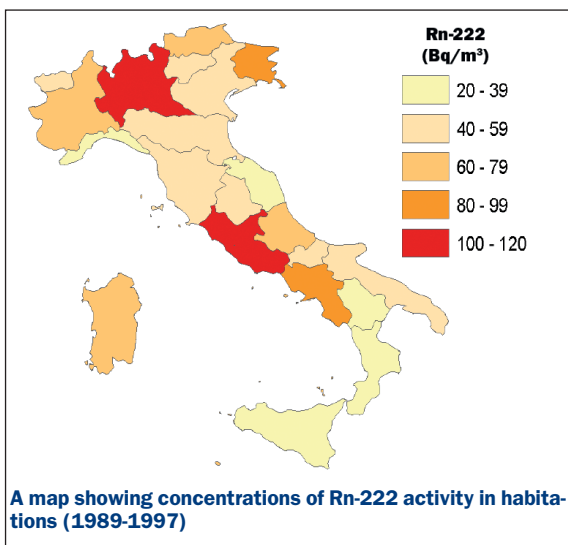 Rn-222
(Bq/m³)
20 - 39
40 - 59
60 - 79
80 - 99
100 - 120
A map showing concentrations of Rn-222 activity in habita-
tions (1989-1997)